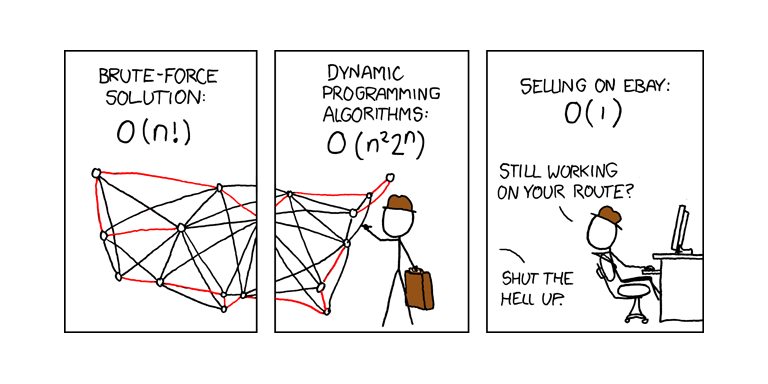 BRUTE-FORCE
SOLUTION:
O(n!)
DYNAMIC
PROGRAMMING
ALGORITHMS:
O(n²2ⁿ)
SELLING ON EBAY:
O(1)
STILL WORKING
ON YOUR ROUTE?
SHUT THE
HELL UP.